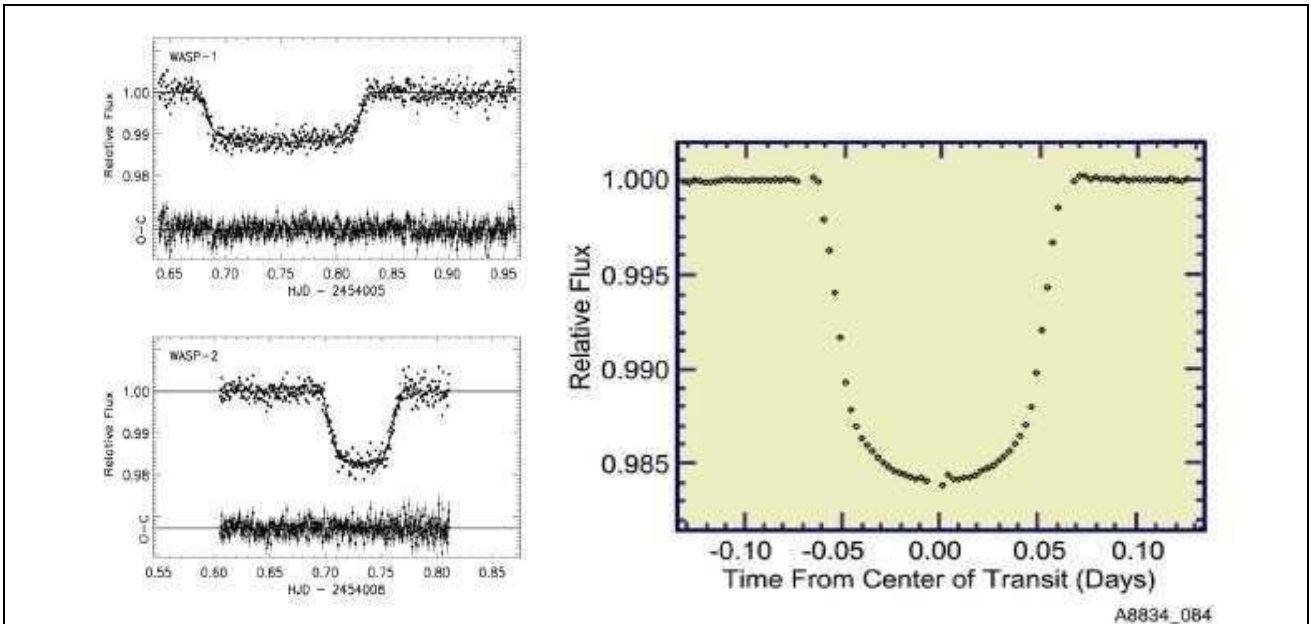 WASP-1
1.00
0.99
0.98
Relative Flux
O-C
0.65 0.70 0.75 0.80 0.85 0.90 0.95
HJD - 2454005
WASP-2
1.00
0.99
0.98
Relative Flux
O-C
0.55 0.60 0.65 0.70 0.75 0.80 0.85
HJD - 2454006
1.000
0.995
0.990
0.985
Relative Flux
-0.10 -0.05 0.00 0.05 0.10
Time From Center of Transit (Days)
A8834_084